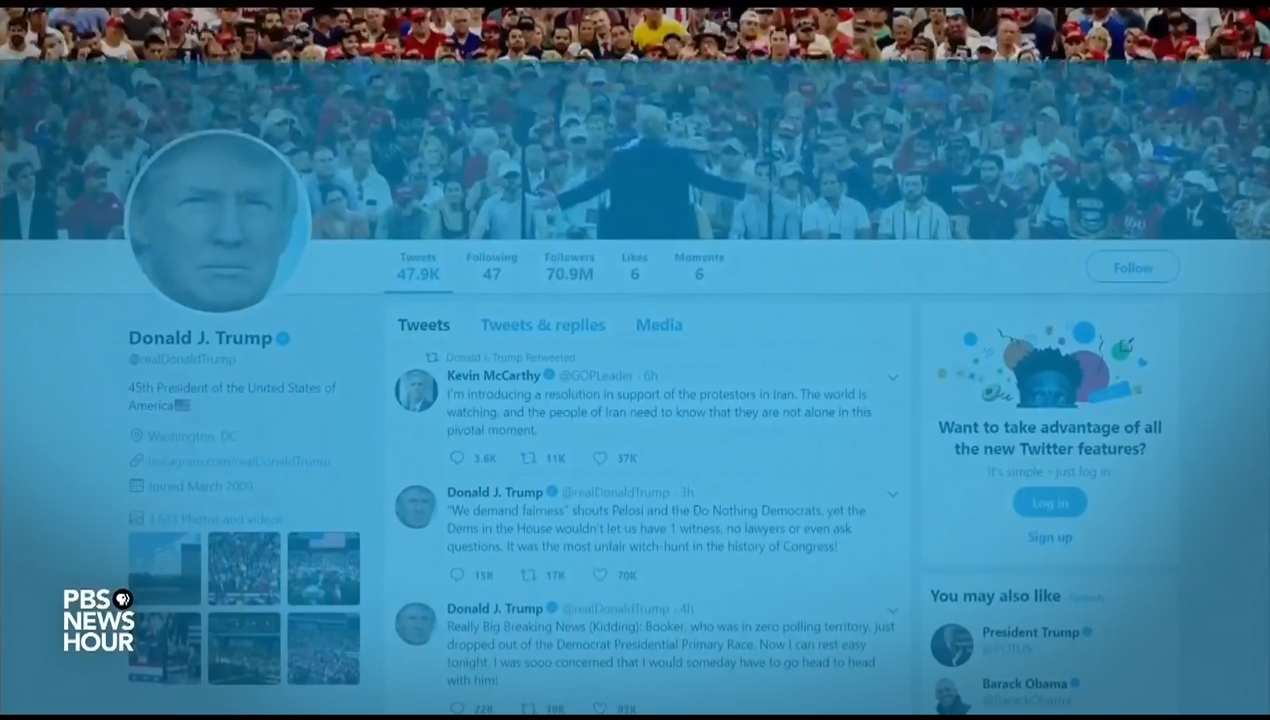 Tweets
47.9K
Following
47
Followers
70.9M
Likes
6
Moments
6
Follow
Donald J. Trump
@realDonaldTrump
45th President of the United States of
America
Washington, DC
Instagram.com/realDonaldTrump
Joined March 2009
Photos and videos
Tweets Tweets & replies Media
Donald J. Trump Retweeted
Kevin McCarthy @GOPLeader · 6h
I'm introducing a resolution in support of the protestors in Iran. The world is
watching, and the people of Iran need to know that they are not alone in this
pivotal moment.
3.6K 11K 37K
Donald J. Trump @realDonaldTrump · 3h
"We demand fairness" shouts Pelosi and the Do Nothing Democrats, yet the
Dems in the House wouldn't let us have 1 witness, no lawyers or even ask
questions. It was the most unfair witch-hunt in the history of Congress!
15K 17K 70K
Donald J. Trump @realDonaldTrump · 4h
Really Big Breaking News (Kidding): Booker, who was in zero polling territory, just
dropped out of the Democrat Presidential Primary Race. Now I can rest easy
tonight. I was sooo concerned that I would someday have to go head to head
with him!
22K 19K
Want to take advantage of all
the new Twitter features?
It's simple – just log in.
Log in
Sign up
You may also like
President Trump
@POTUS
Barack Obama
@BarackObama
PBS
NEWS
HOUR